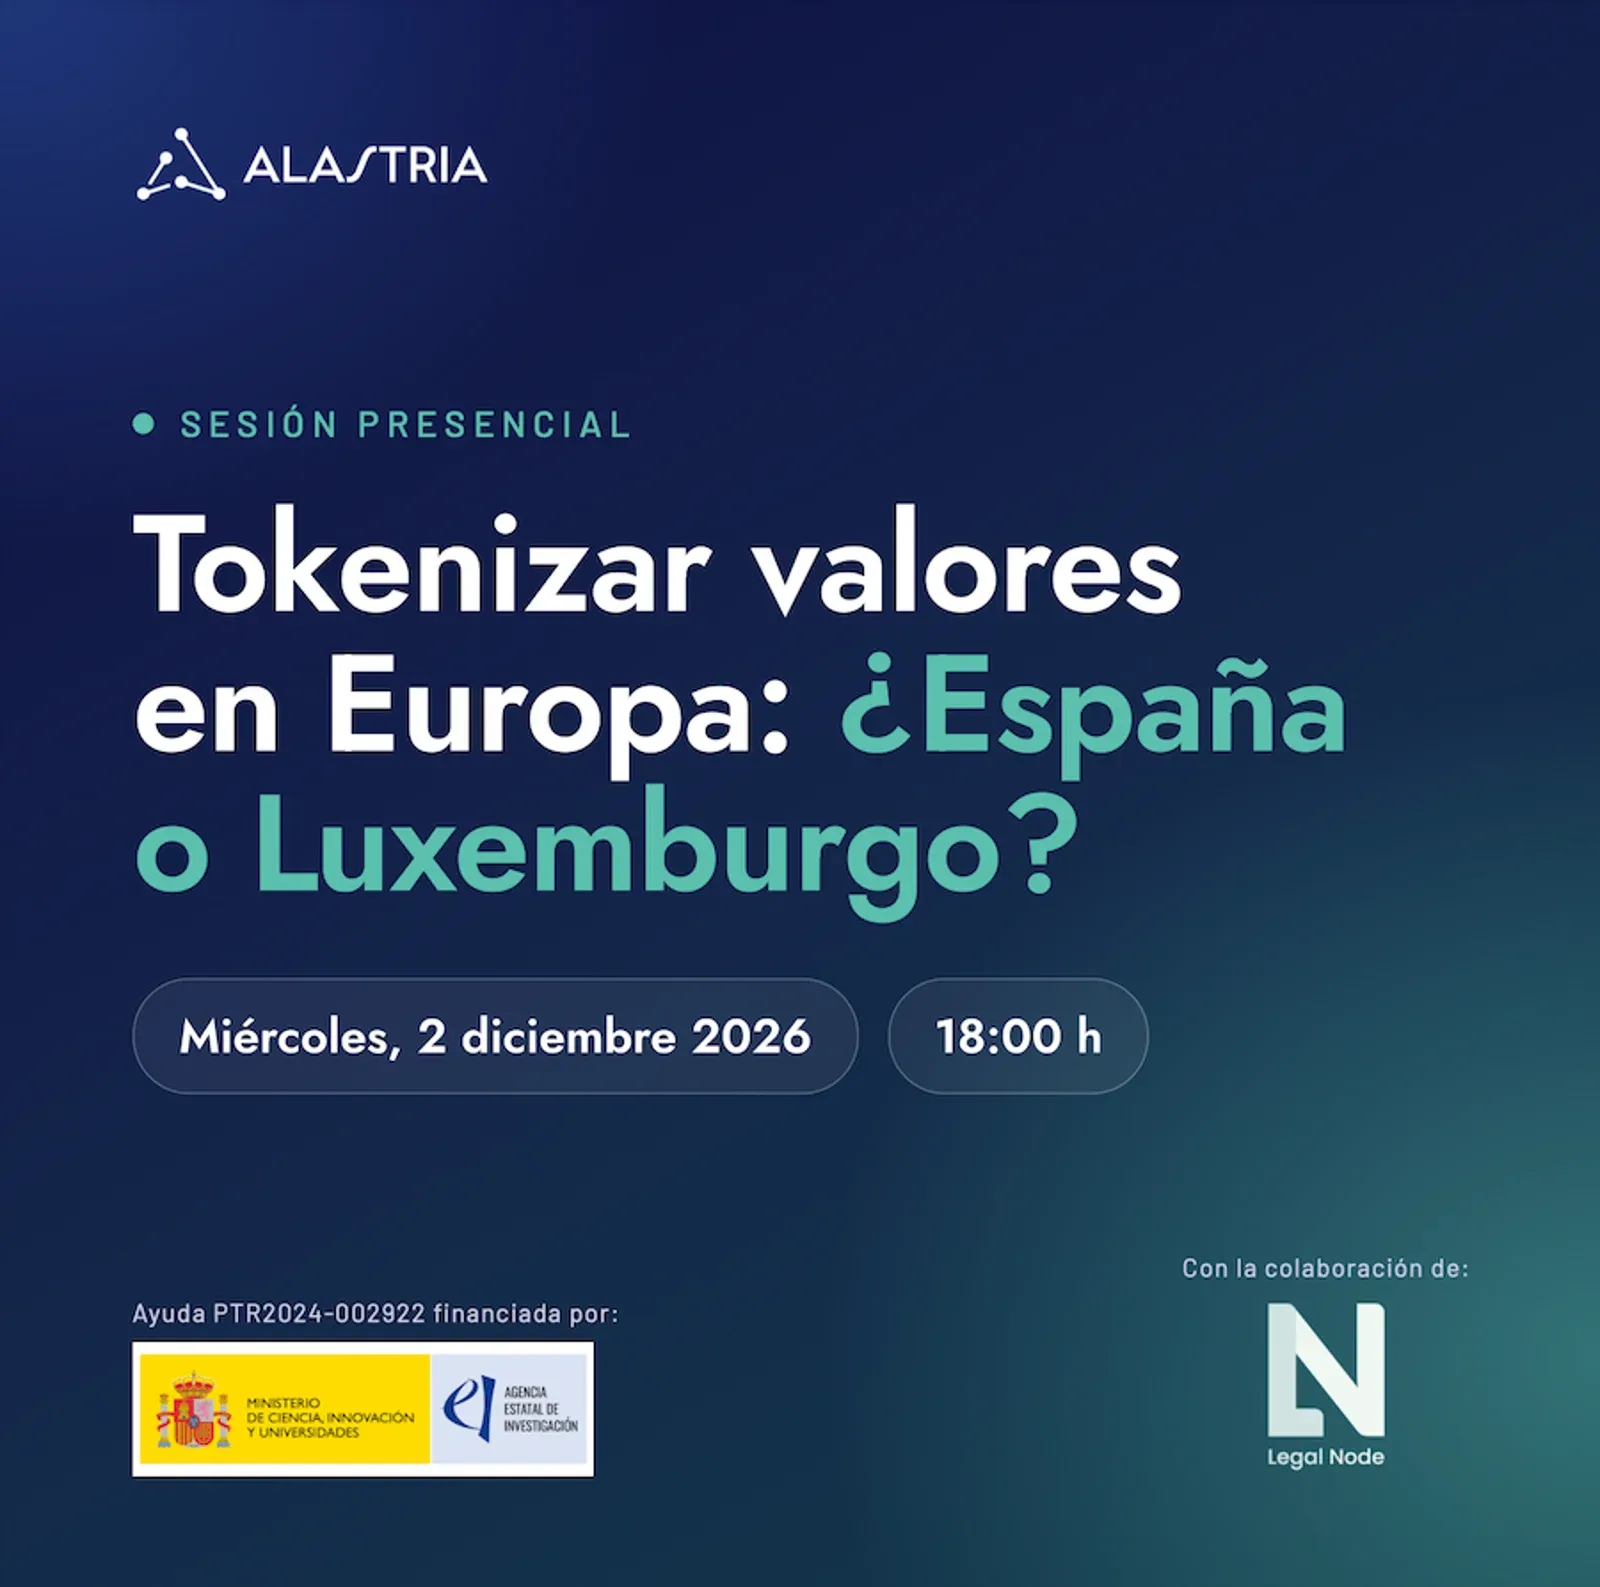 ALASTRIA
SESIÓN PRESENCIAL
Tokenizar valores
en Europa: ¿España
o Luxemburgo?
Miércoles, 2 diciembre 2026
18:00 h
Con la colaboración de:
Legal Node
Ayuda PTR2024-002922 financiada por:
MINISTERIO
DE CIENCIA, INNOVACIÓN
Y UNIVERSIDADES
AGENCIA
ESTATAL DE
INVESTIGACIÓN